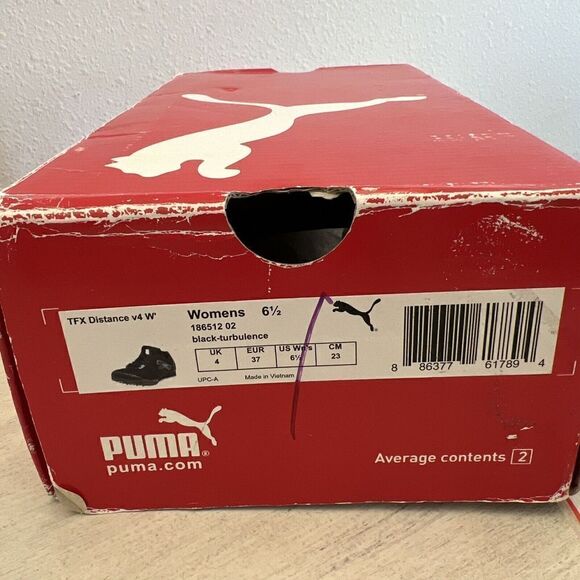 TFX Distance v4 W'
Womens 6½
186512 02
black-turbulence
UK EUR US Wn's CM
4 37 6½ 23
UPC-A Made in Vietnam
8 86377 61789 4
PUMA®
puma.com
Average contents 2